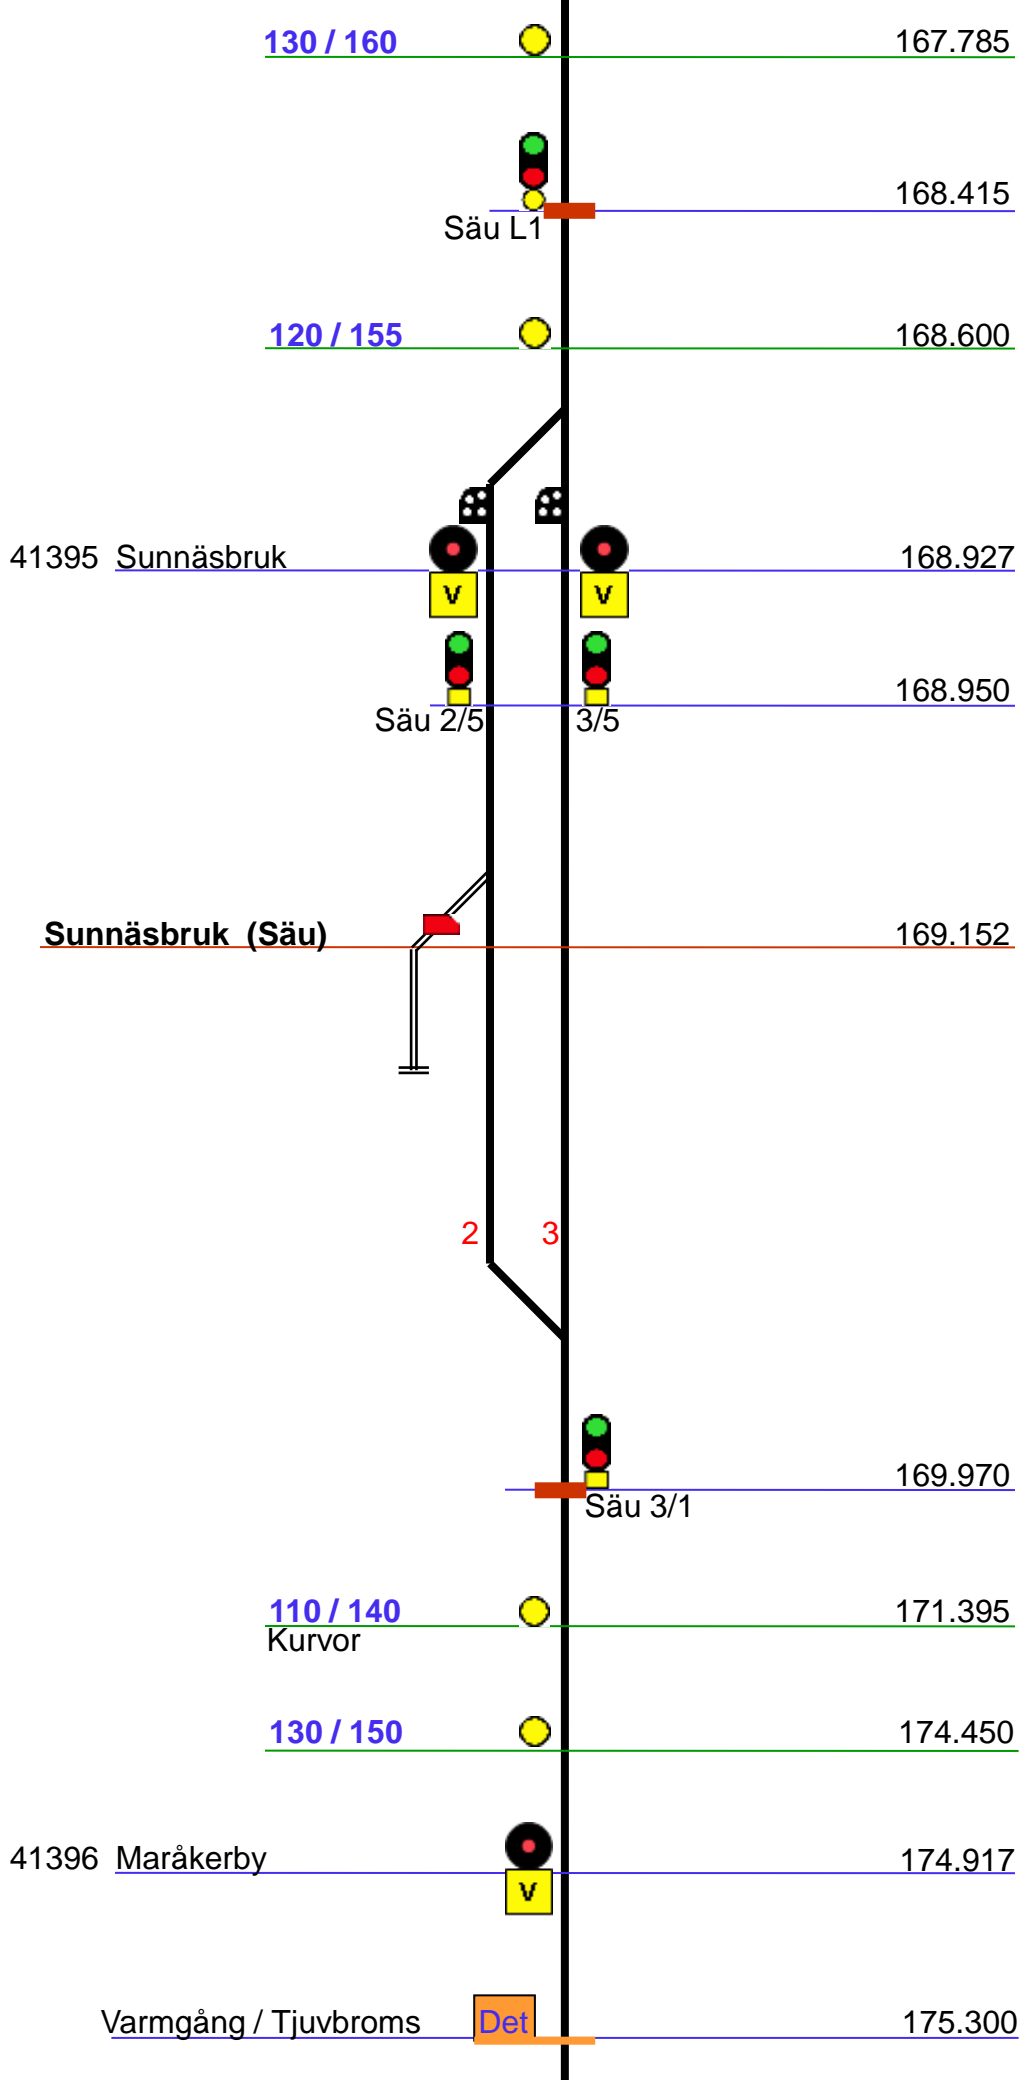 130 / 160 167.785
168.415
Säu L1
120 / 155 168.600
41395 Sunnäsbruk 168.927
V V
168.950
Säu 2/5 3/5
Sunnäsbruk (Säu) 169.152
2 3
169.970
Säu 3/1
110 / 140 171.395
Kurvor
130 / 150 174.450
41396 Maråkerby 174.917
V
Varmgång / Tjuvbroms Det 175.300